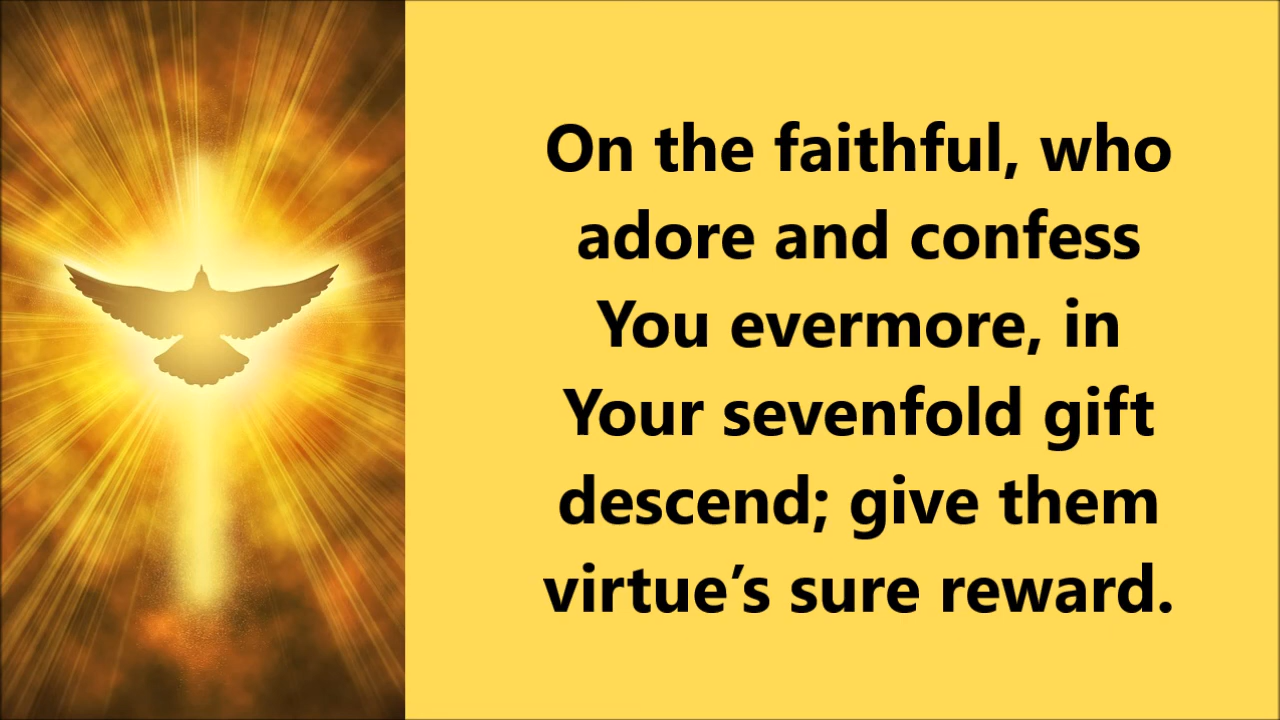 On the faithful, who
adore and confess
You evermore, in
Your sevenfold gift
descend; give them
virtue’s sure reward.